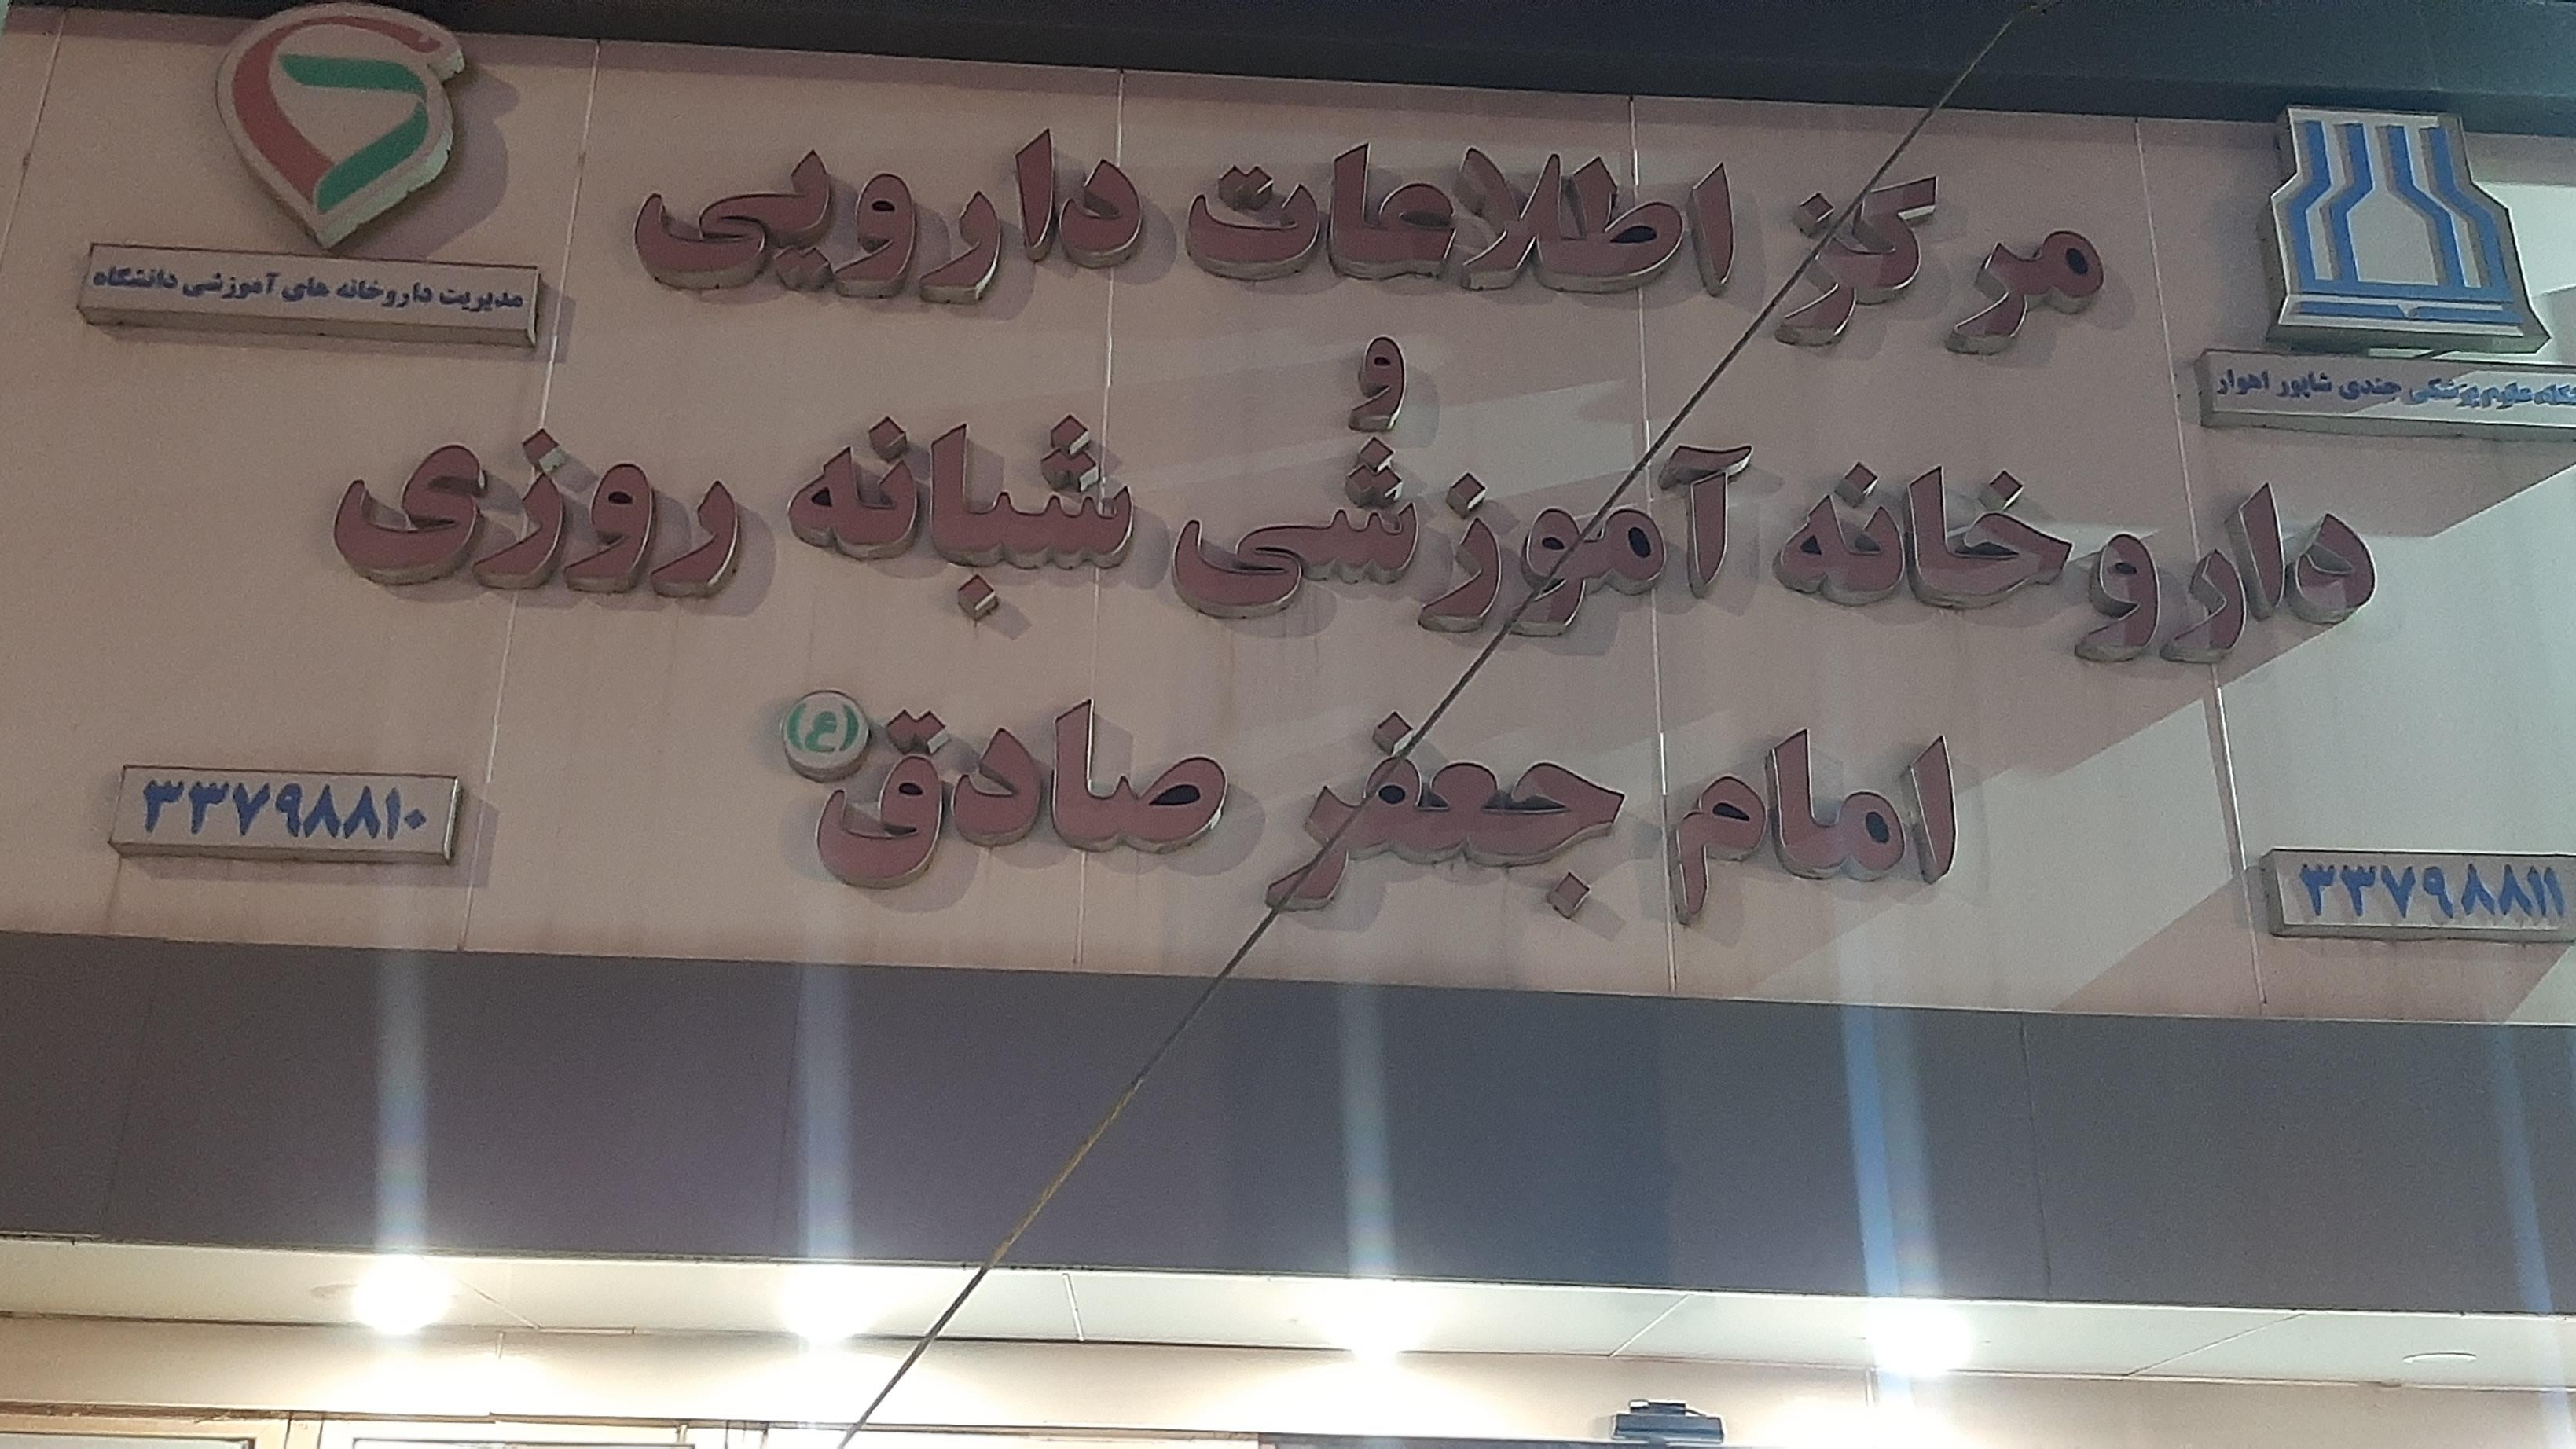 مرکز اطلاعات دارویی
و
داروخانه آموزشی شبانه روزی
امام جعفر صادق (ع)
علوم پزشکی جندی شاپور اهواز
مدیریت داروخانه های آموزشی دانشگاه
۳۳۷۹۸۸۱۱
۳۳۷۹۸۸۱۰